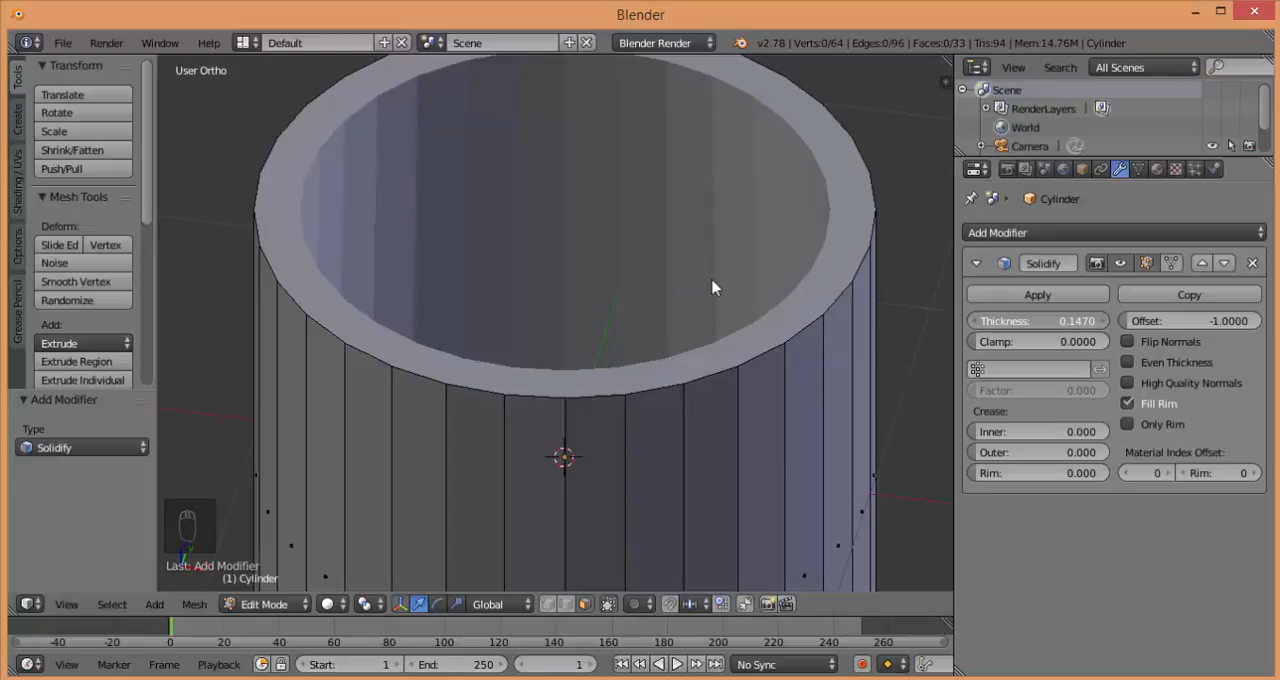 Blender
File Render Window Help Default Scene Blender Render v2.78 | Verts:0/64 | Edges:0/96 | Faces:0/33 | Tris:94 | Mem:14.76M | Cylinder
Tools
Create
Shading / UVs
Options
Grease Pencil
Transform
Translate
Rotate
Scale
Shrink/Fatten
Push/Pull
Mesh Tools
Deform:
Slide Ed Vertex
Noise
Smooth Vertex
Randomize
Add:
Extrude
Extrude Region
Extrude Individual
Add Modifier
Type
Solidify
User Ortho
Last: Add Modifier
(1) Cylinder
View Select Add Mesh Edit Mode Global
-40 -20 0 20 40 60 80 100 120 140 160 180 200 220 240 260
View Marker Frame Playback Start: 1 End: 250 1 No Sync
View Search All Scenes
Scene
RenderLayers
World
Camera
Cylinder
Add Modifier
Solidify
Apply Copy
Thickness: 0.1470 Offset: -1.0000
Clamp: 0.0000 Flip Normals
Even Thickness
Factor: 0.000 High Quality Normals
Crease: Fill Rim
Inner: 0.000 Only Rim
Outer: 0.000 Material Index Offset:
Rim: 0.000 0 Rim: 0